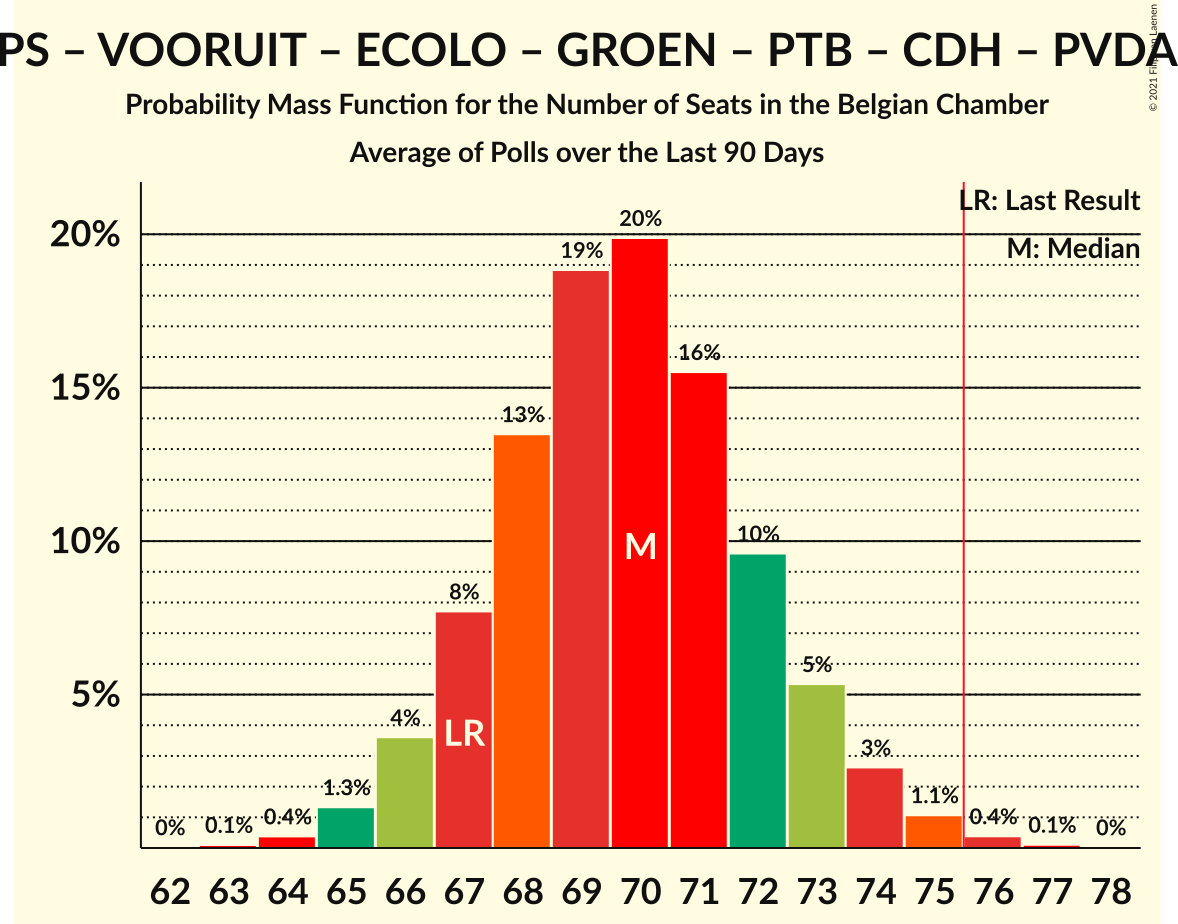 PS – VOORUIT – ECOLO – GROEN – PTB – CDH – PVDA
Probability Mass Function for the Number of Seats in the Belgian Chamber
Average of Polls over the Last 90 Days
© 2021 Filip van Laenen
LR: Last Result
M: Median
20%
15%
10%
5%
0%
0.1%
0.4%
1.3%
4%
8%
13%
19%
20%
16%
10%
5%
3%
1.1%
0.4%
0.1%
0%
LR
M
62 63 64 65 66 67 68 69 70 71 72 73 74 75 76 77 78